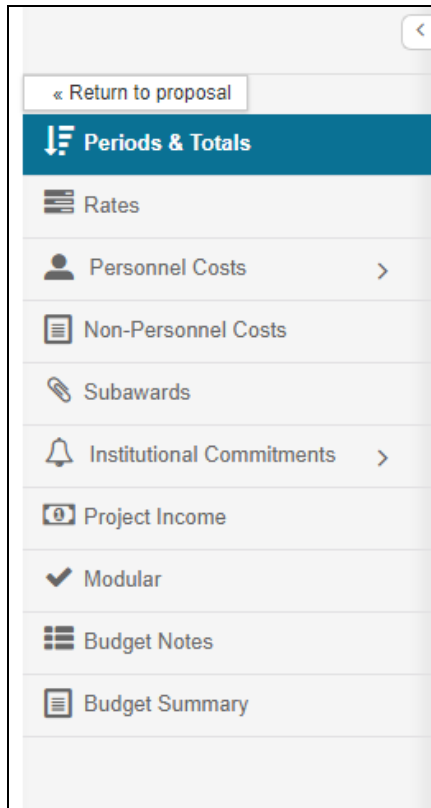 « Return to proposal
Periods & Totals
Rates
Personnel Costs
Non-Personnel Costs
Subawards
Institutional Commitments
Project Income
Modular
Budget Notes
Budget Summary